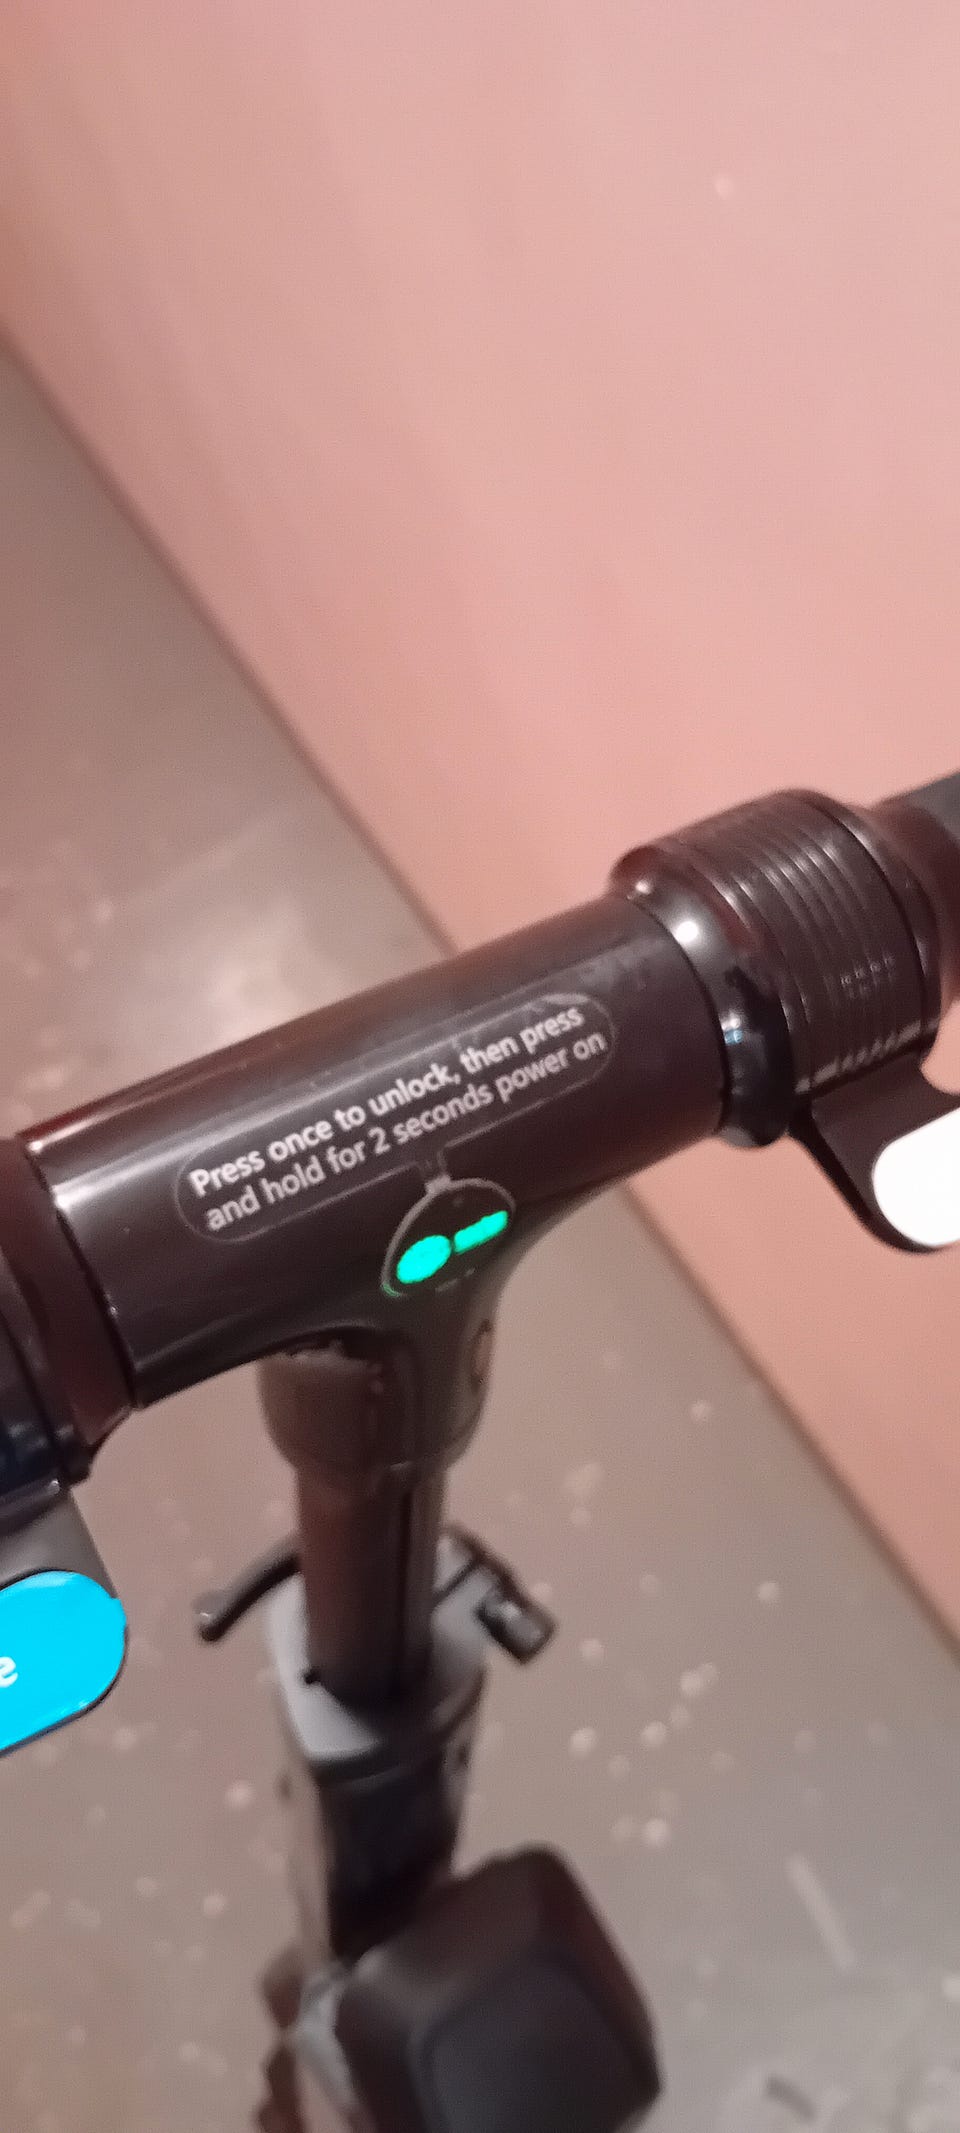 Press once to unlock, then press
and hold for 2 seconds power on